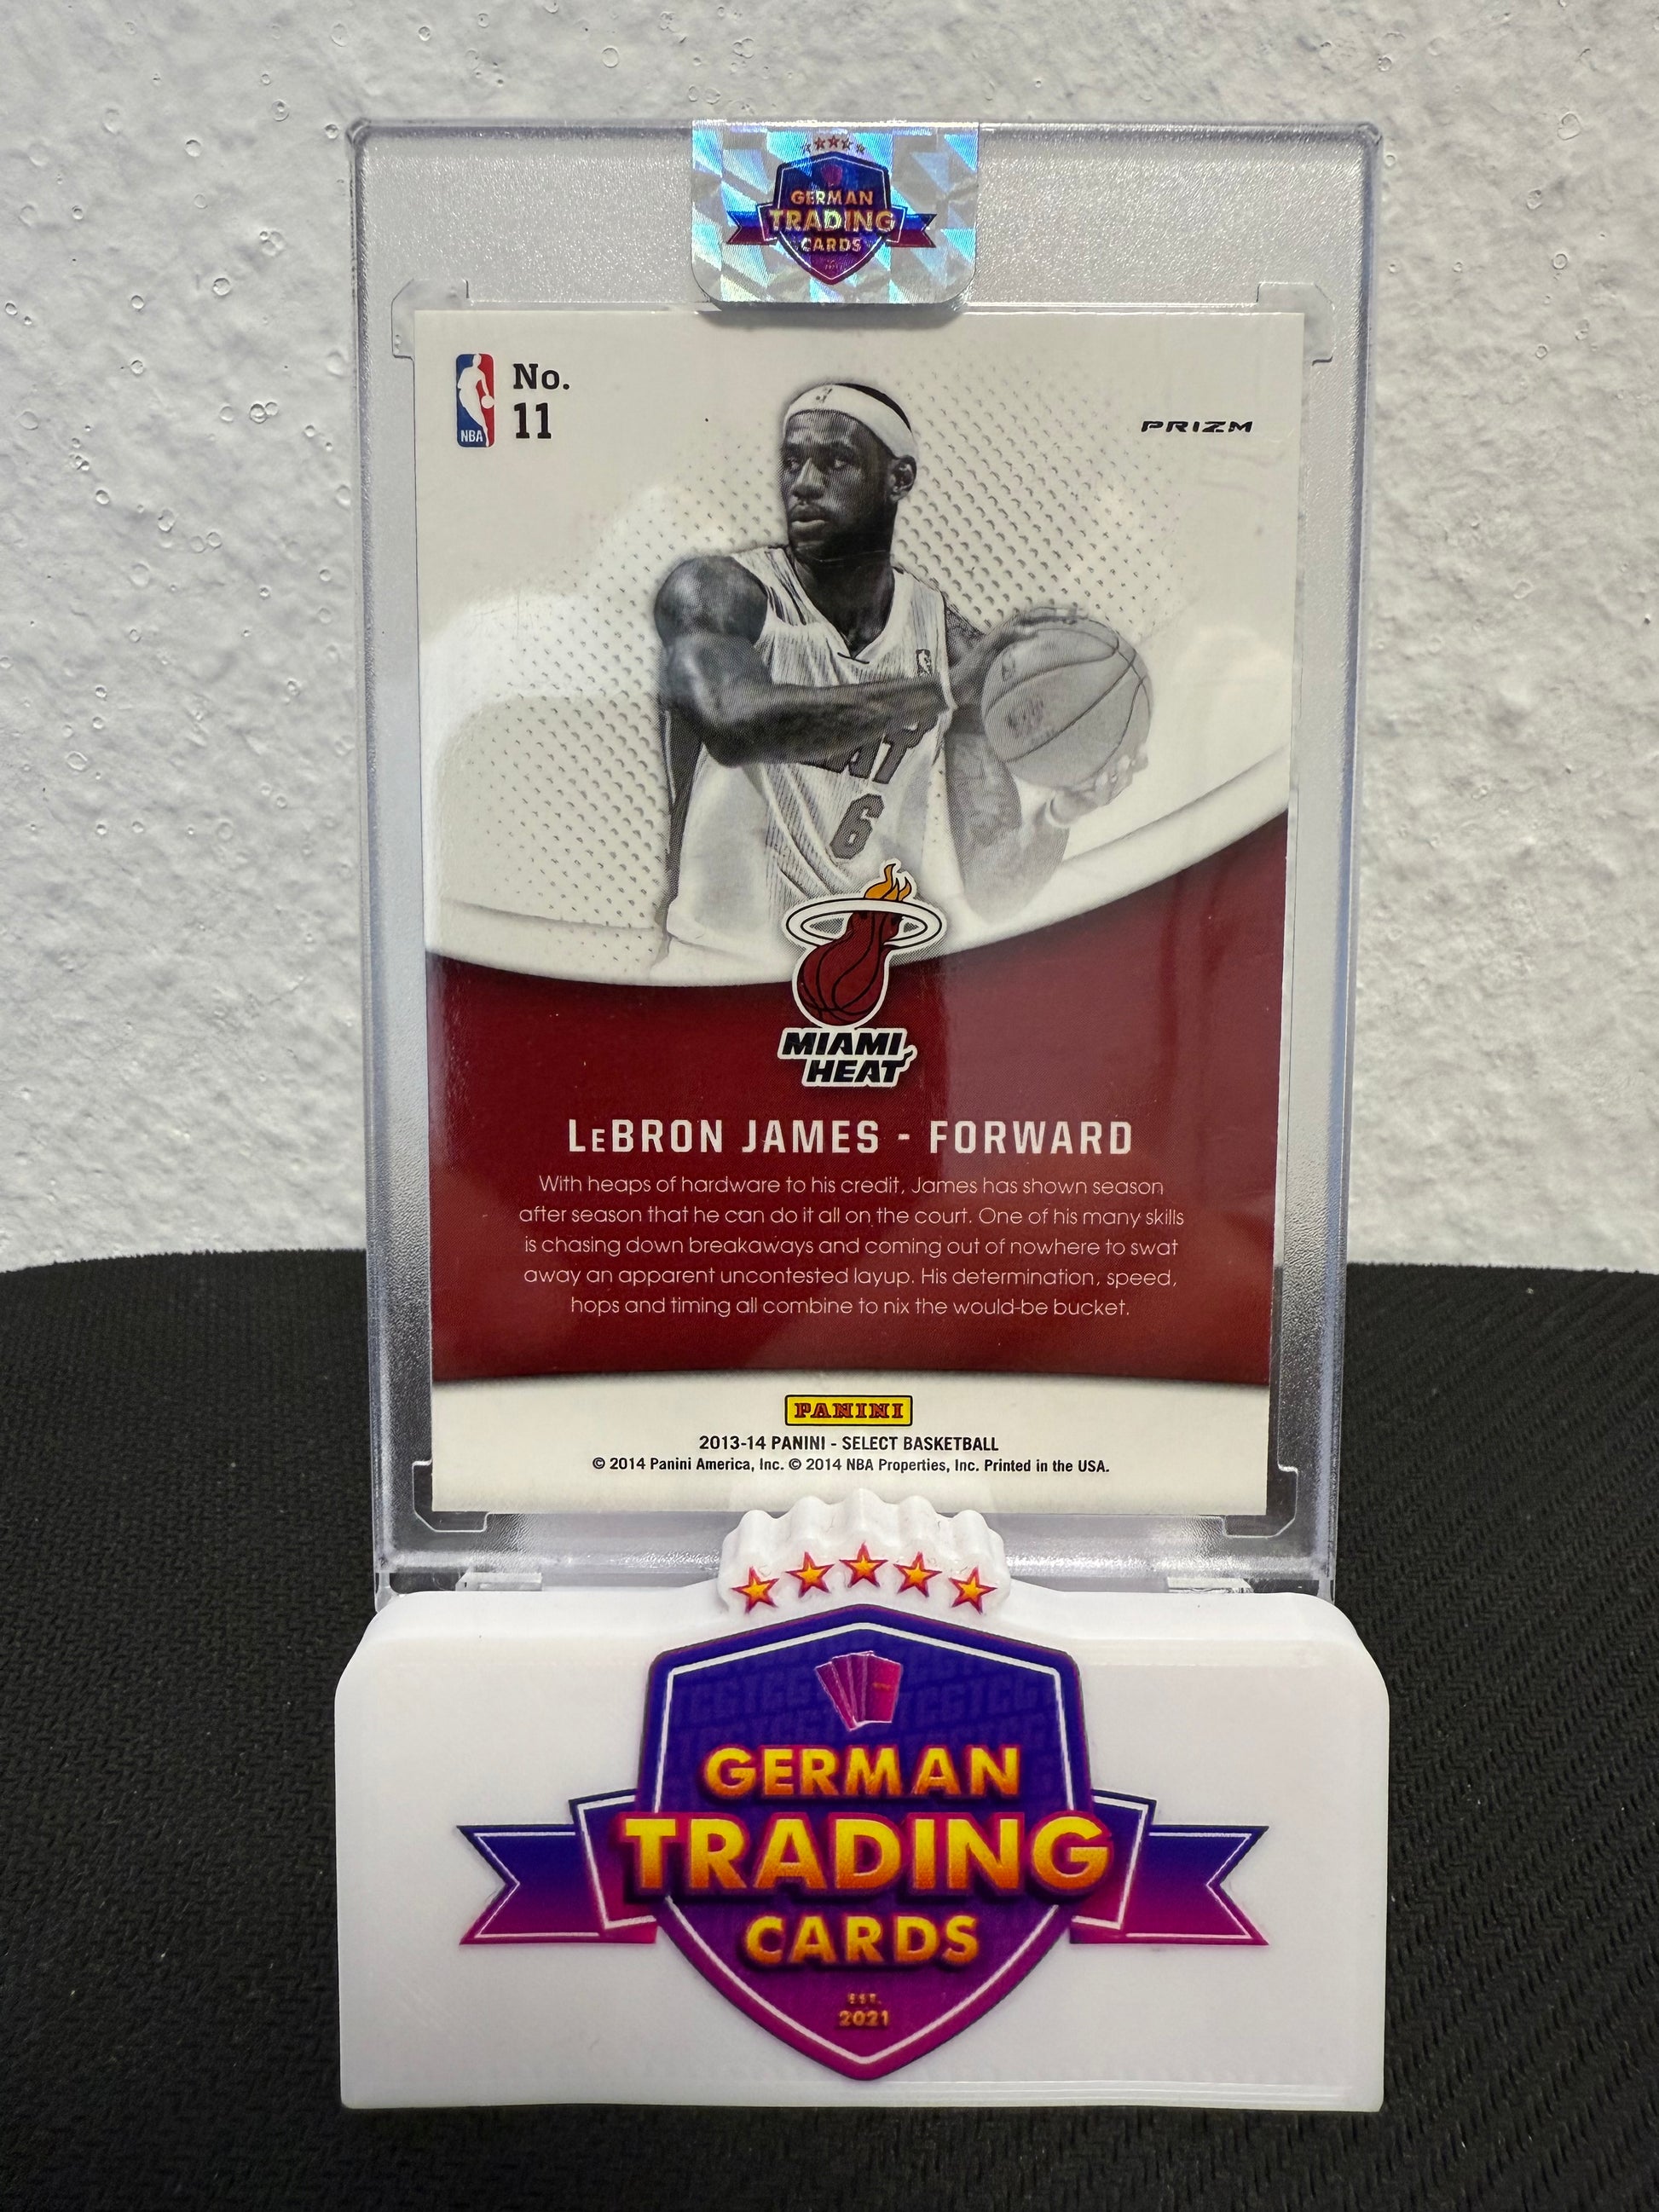 GERMAN
TRADING
CARDS
NBA
No.
11
PRIZM
6
MIAMI
HEAT
LeBRON JAMES - FORWARD
With heaps of hardware to his credit, James has shown season
after season that he can do it all on the court. One of his many skills
is chasing down breakaways and coming out of nowhere to swat
away an apparent uncontested layup. His determination, speed,
hops and timing all combine to nix the would-be bucket.
PANINI
2013-14 PANINI - SELECT BASKETBALL
© 2014 Panini America, Inc. © 2014 NBA Properties, Inc. Printed in the USA.
GERMAN
TRADING
CARDS
EST.
2021